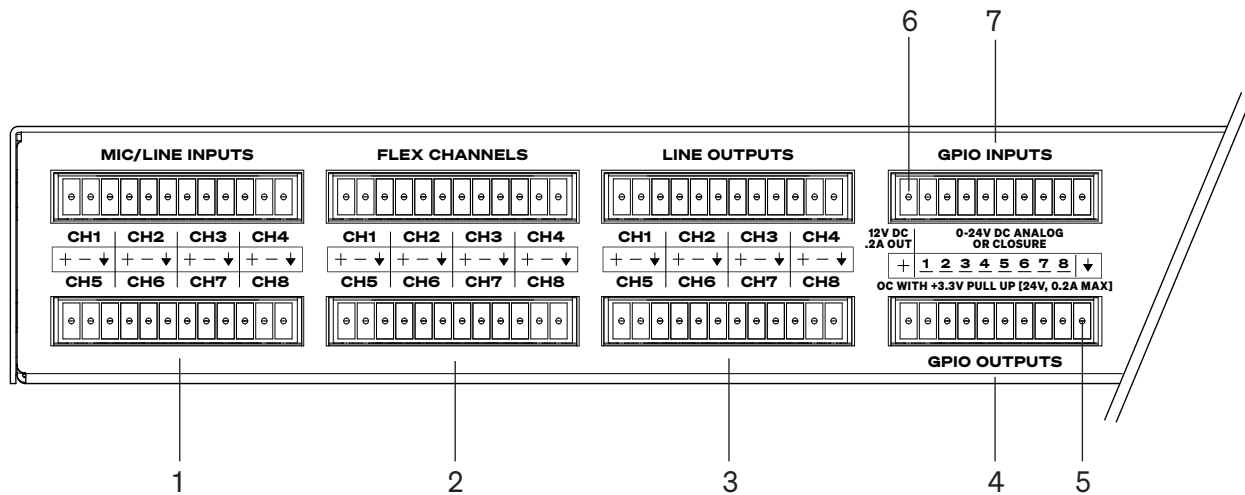 6 7
MIC/LINE INPUTS FLEX CHANNELS LINE OUTPUTS GPIO INPUTS
CH1 CH2 CH3 CH4 CH1 CH2 CH3 CH4 CH1 CH2 CH3 CH4 12V DC 0-24V DC ANALOG
.2A OUT OR CLOSURE
+ − + − + − + − + − + − + − + − + − + − + − + − + 1 2 3 4 5 6 7 8
CH5 CH6 CH7 CH8 CH5 CH6 CH7 CH8 CH5 CH6 CH7 CH8 OC WITH +3.3V PULL UP [24V, 0.2A MAX]
GPIO OUTPUTS
1 2 3 4 5